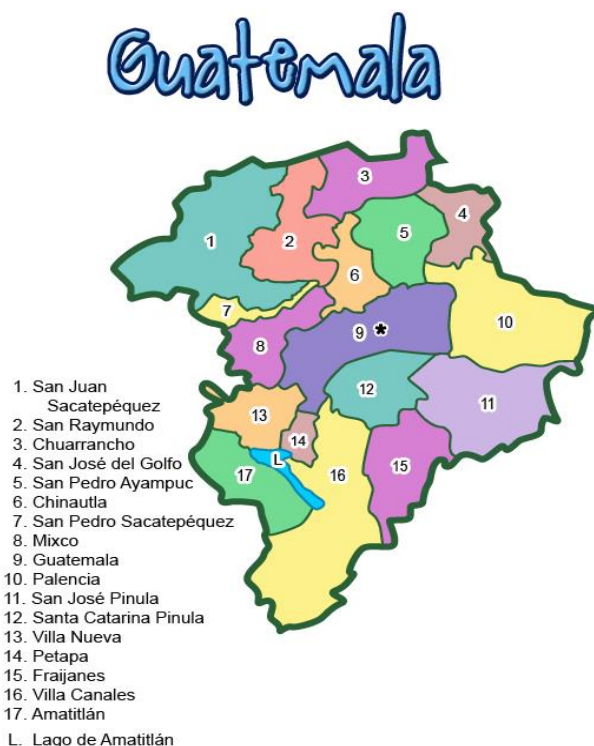 Guatemala
3
4
1
2
5
6
7
10
9 *
8
12
11
13
14
L
15
17
16
1. San Juan
Sacatepéquez
2. San Raymundo
3. Chuarrancho
4. San José del Golfo
5. San Pedro Ayampuc
6. Chinautla
7. San Pedro Sacatepéquez
8. Mixco
9. Guatemala
10. Palencia
11. San José Pinula
12. Santa Catarina Pinula
13. Villa Nueva
14. Petapa
15. Fraijanes
16. Villa Canales
17. Amatitlán
L. Lago de Amatitlán